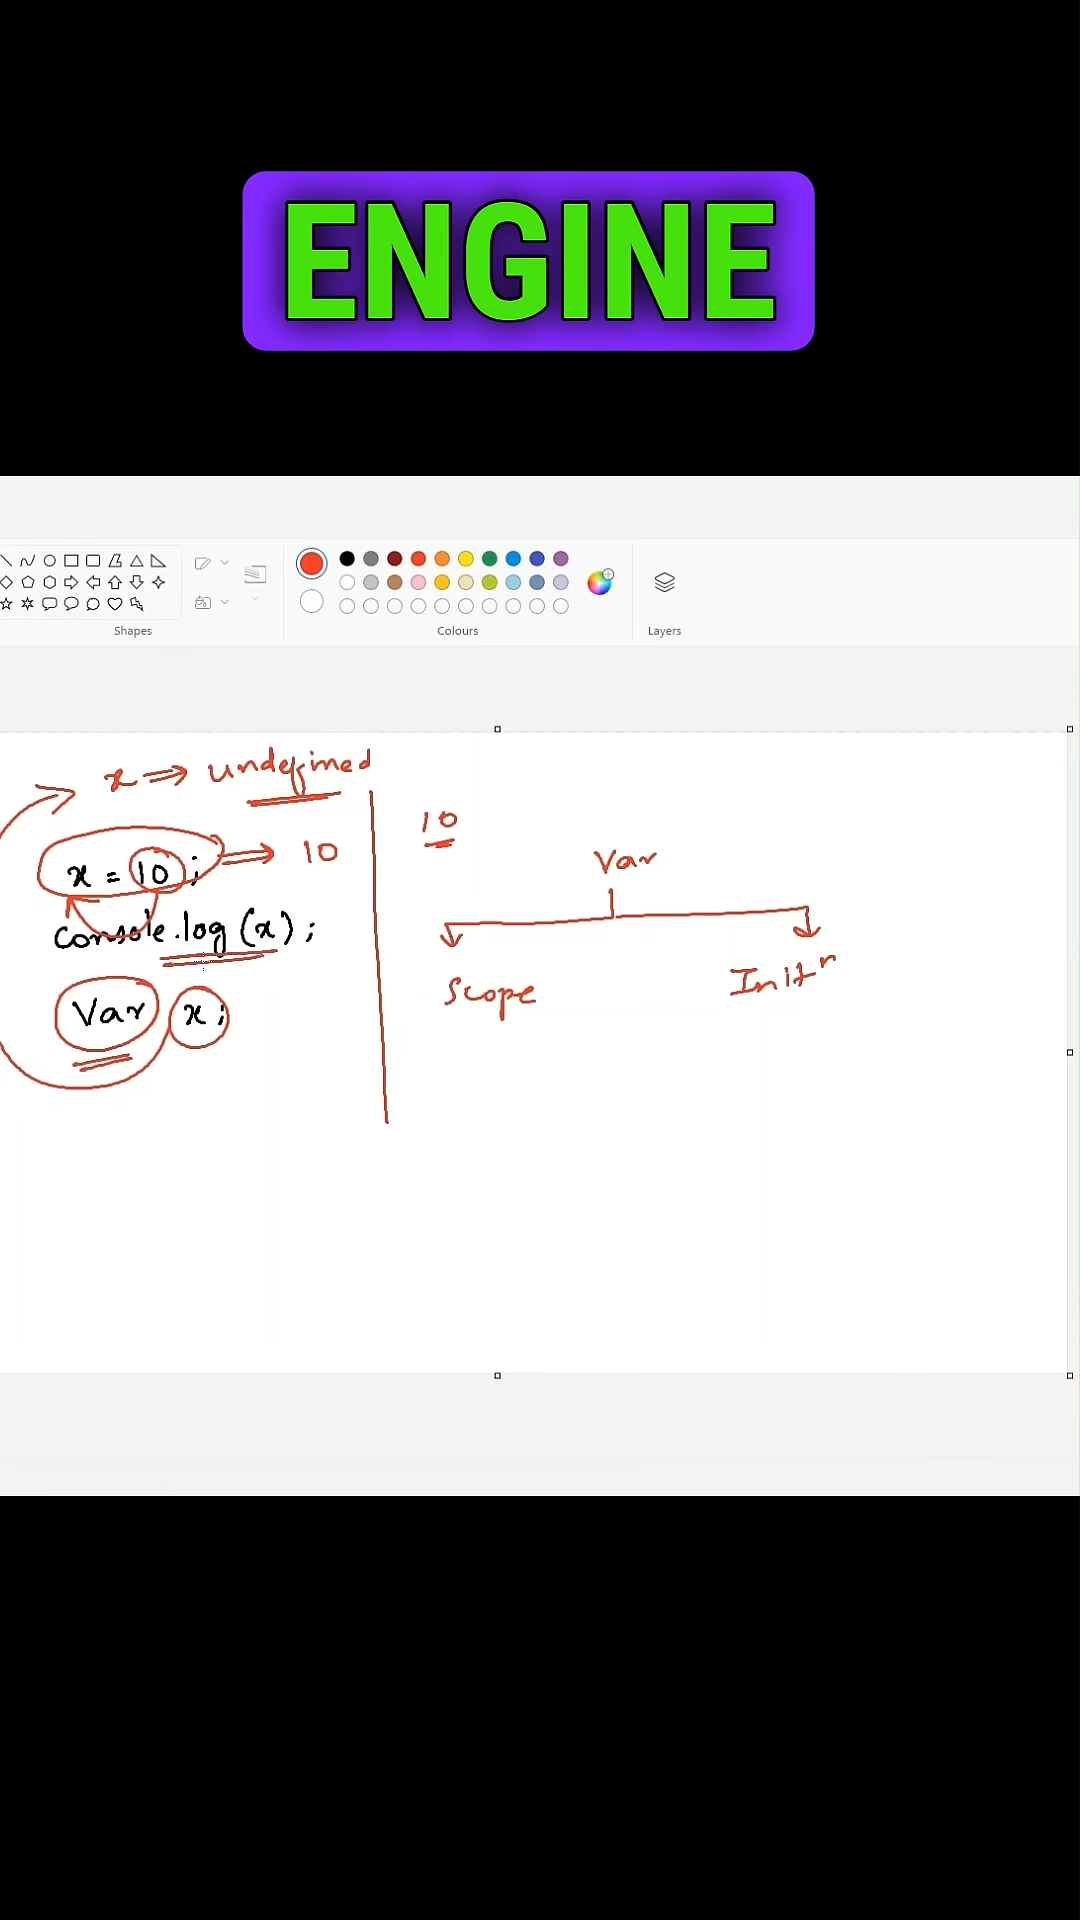 ENGINE
Shapes
Colours
Layers
x ⇒ undefined
x = 10; ⇒ 10
console.log(x);
Var x;
10
Var
Scope
Initⁿ